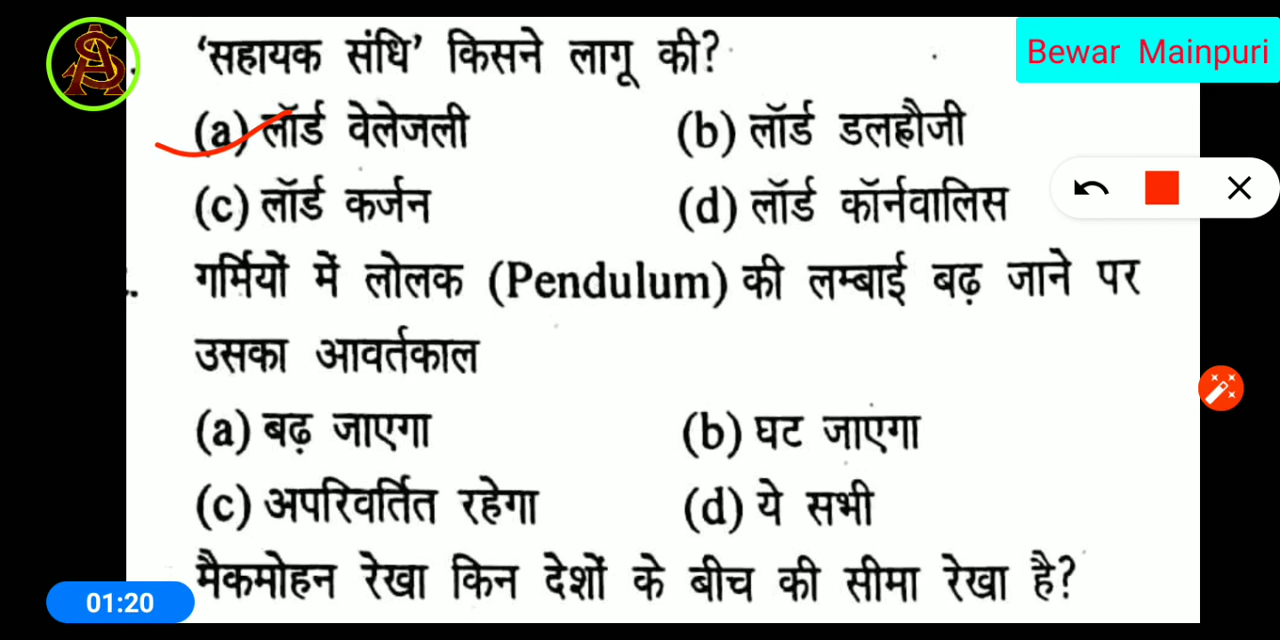 SA
Bewar Mainpuri
‘सहायक संधि’ किसने लागू की?
(a) लॉर्ड वेलेजली (b) लॉर्ड डलहौजी
(c) लॉर्ड कर्जन (d) लॉर्ड कॉर्नवालिस
गर्मियों में लोलक (Pendulum) की लम्बाई बढ़ जाने पर
उसका आवर्तकाल
(a) बढ़ जाएगा (b) घट जाएगा
(c) अपरिवर्तित रहेगा (d) ये सभी
मैकमोहन रेखा किन देशों के बीच की सीमा रेखा है?
01:20